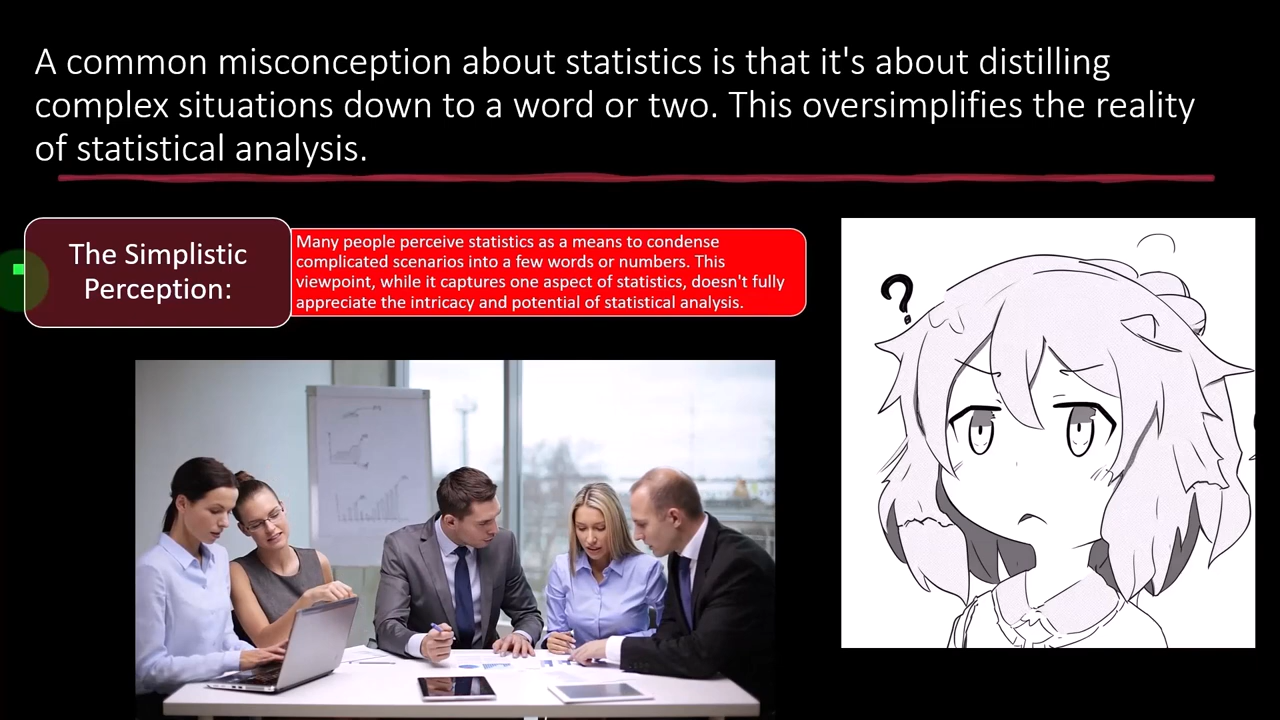 A common misconception about statistics is that it's about distilling
complex situations down to a word or two. This oversimplifies the reality
of statistical analysis.
The Simplistic
Perception:
Many people perceive statistics as a means to condense
complicated scenarios into a few words or numbers. This
viewpoint, while it captures one aspect of statistics, doesn't fully
appreciate the intricacy and potential of statistical analysis.
?